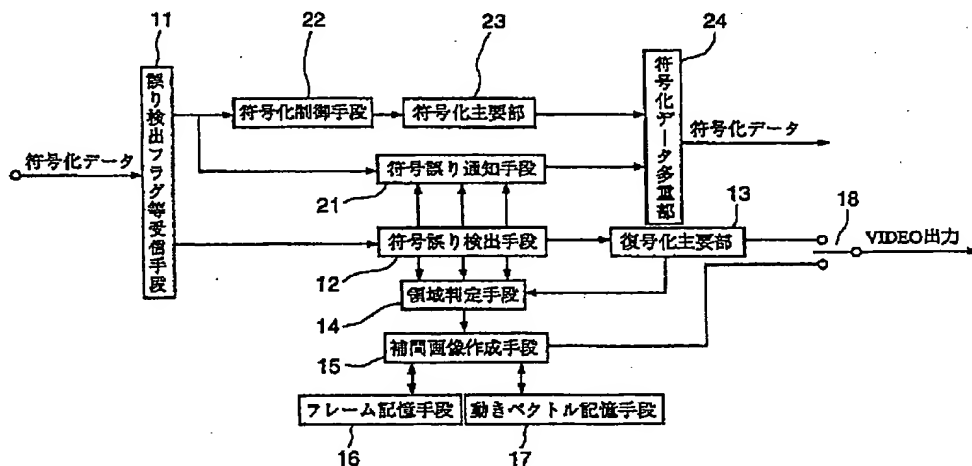 11
22
23
24
誤り検出フラグ等受信手段
符号化制御手段
符号化主要部
符号化データ多重部
符号化データ
符号化データ
符号誤り通知手段
21
13
18
符号誤り検出手段
復号化主要部
VIDEO出力
12
領域判定手段
14
補間画像作成手段
15
フレーム記憶手段
動きベクトル記憶手段
16
17